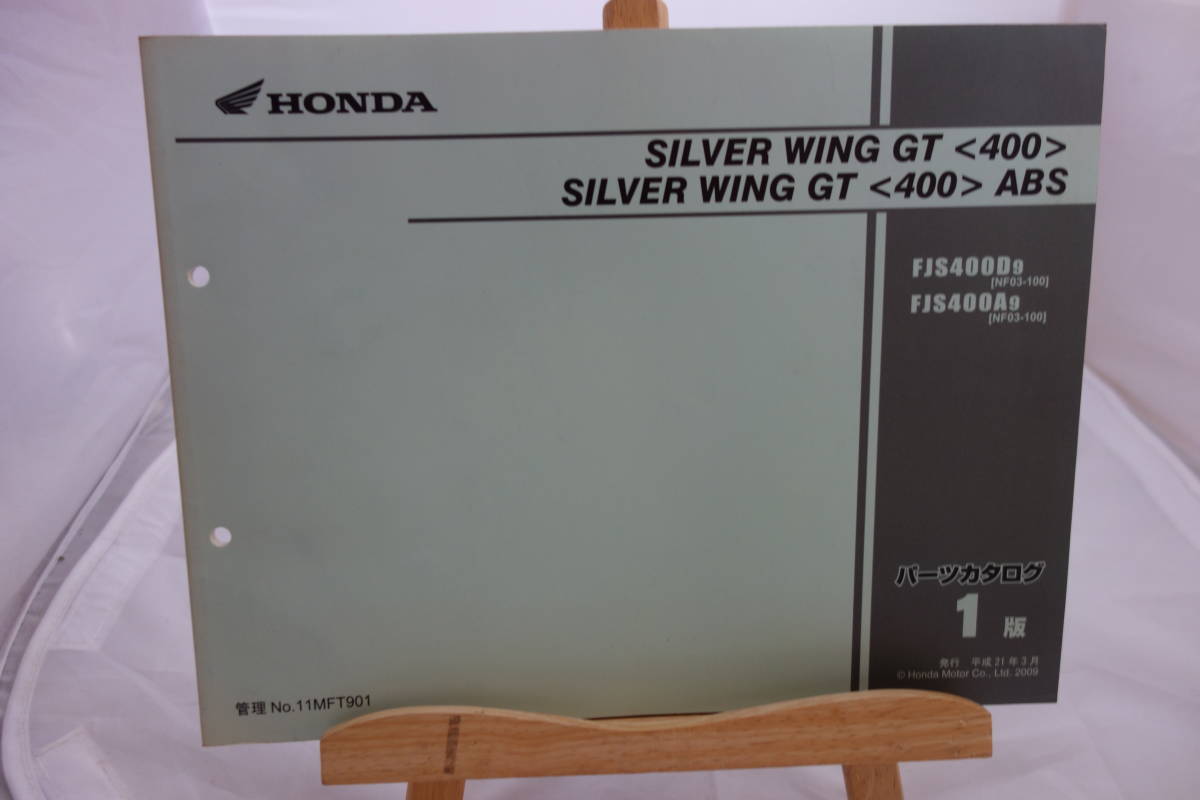 HONDA
SILVER WING GT <400>
SILVER WING GT <400> ABS
FJS400D9
[NF03-100]
FJS400A9
[NF03-100]
パーツカタログ
1 版
発行 平成21年3月
© Honda Motor Co., Ltd. 2009
管理 No.11MFT901